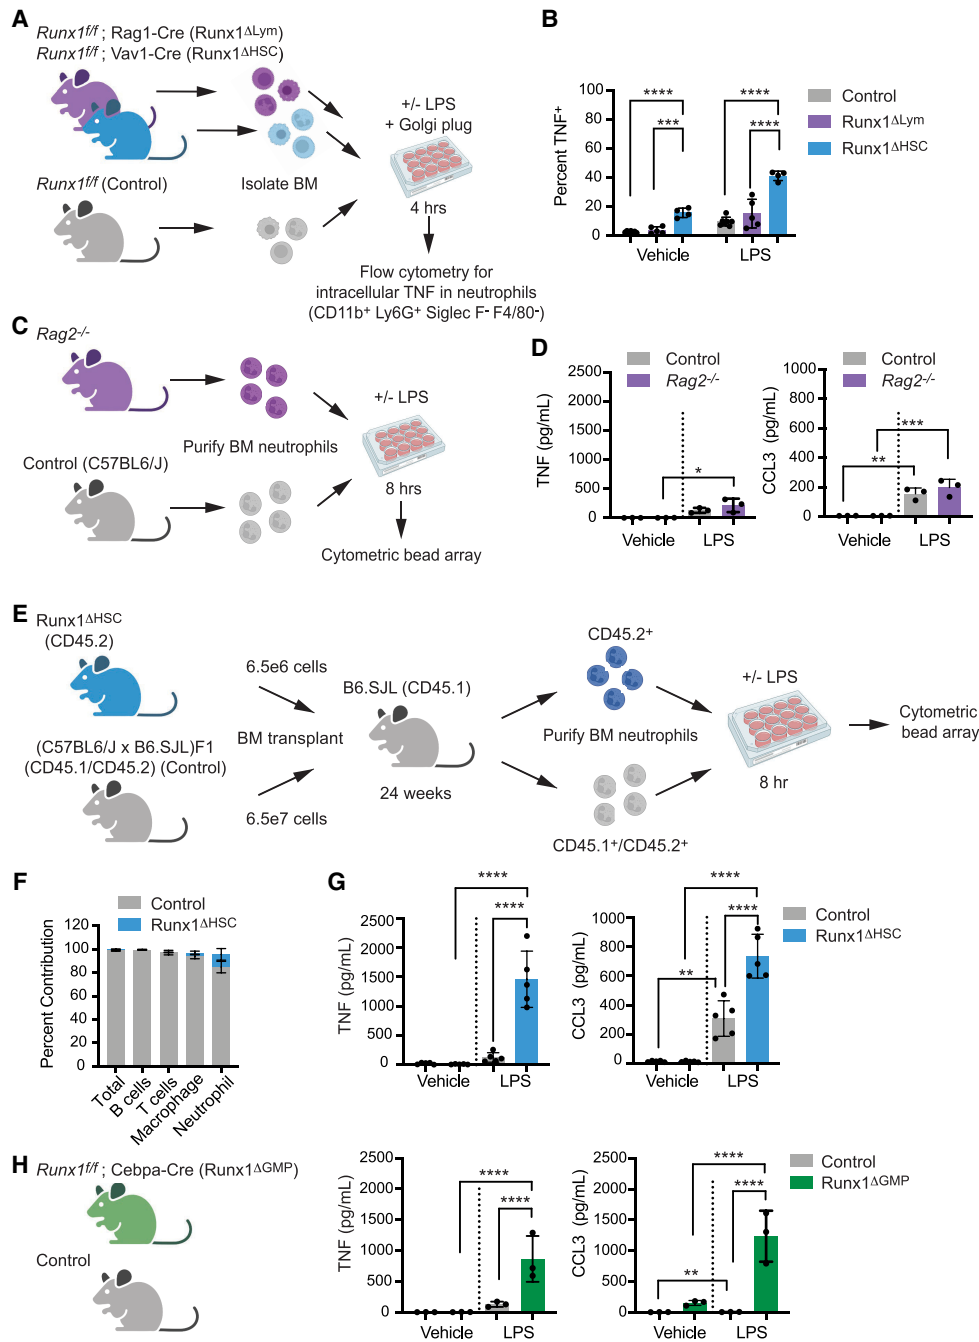 A
Runx1f/f; Rag1-Cre (Runx1ΔLym)
Runx1f/f; Vav1-Cre (Runx1ΔHSC)
Runx1f/f (Control)
Isolate BM
+/- LPS
+ Golgi plug
4 hrs
Flow cytometry for
intracellular TNF in neutrophils
(CD11b+ Ly6G+ Siglec F- F4/80-)
B
Percent TNF+
100
80
60
40
20
0
****
***
****
****
Vehicle
LPS
Control
Runx1ΔLym
Runx1ΔHSC
C
Rag2-/-
Control (C57BL6/J)
Purify BM neutrophils
+/- LPS
8 hrs
Cytometric bead array
D
Control
Rag2-/-
TNF (pg/mL)
2500
2000
1500
1000
500
0
*
Vehicle
LPS
Control
Rag2-/-
CCL3 (pg/mL)
1000
800
600
400
200
0
**
***
Vehicle
LPS
E
Runx1ΔHSC
(CD45.2)
6.5e6 cells
BM transplant
(C57BL6/J x B6.SJL)F1
(CD45.1/CD45.2) (Control)
6.5e7 cells
B6.SJL (CD45.1)
24 weeks
CD45.2+
Purify BM neutrophils
CD45.1+/CD45.2+
+/- LPS
8 hr
Cytometric
bead array
F
Control
Runx1ΔHSC
Percent Contribution
120
100
80
60
40
20
0
Total
B cells
T cells
Macrophage
Neutrophil
G
TNF (pg/mL)
2500
2000
1500
1000
500
0
****
****
Vehicle
LPS
CCL3 (pg/mL)
1000
800
600
400
200
0
**
****
****
Vehicle
LPS
Control
Runx1ΔHSC
H
Runx1f/f; Cebpa-Cre (Runx1ΔGMP)
Control
TNF (pg/mL)
2500
2000
1500
1000
500
0
****
****
Vehicle
LPS
CCL3 (pg/mL)
2000
1500
1000
500
0
**
****
****
Vehicle
LPS
Control
Runx1ΔGMP